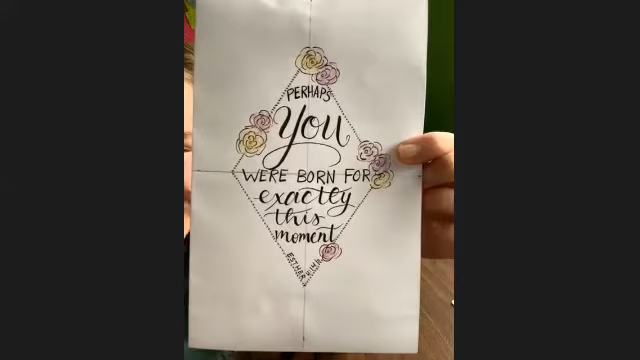 PERHAPS
You
WERE BORN FOR
exactly
this
moment
ESTHER 4:14